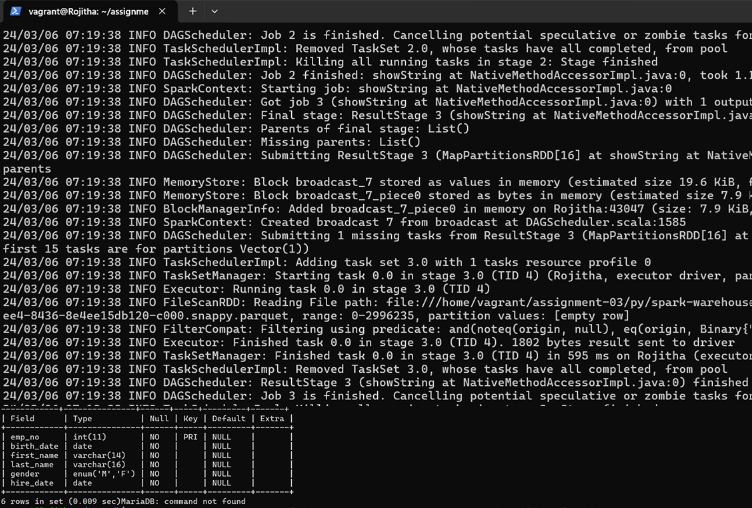 vagrant@Rojitha: ~/assignme
24/03/06 07:19:38 INFO DAGScheduler: Job 2 is finished. Cancelling potential speculative or zombie tasks for
24/03/06 07:19:38 INFO TaskSchedulerImpl: Removed TaskSet 2.0, whose tasks have all completed, from pool
24/03/06 07:19:38 INFO TaskSchedulerImpl: Killing all running tasks in stage 2: Stage finished
24/03/06 07:19:38 INFO DAGScheduler: Job 2 finished: showString at NativeMethodAccessorImpl.java:0, took 1.1
24/03/06 07:19:38 INFO SparkContext: Starting job: showString at NativeMethodAccessorImpl.java:0
24/03/06 07:19:38 INFO DAGScheduler: Got job 3 (showString at NativeMethodAccessorImpl.java:0) with 1 output
24/03/06 07:19:38 INFO DAGScheduler: Final stage: ResultStage 3 (showString at NativeMethodAccessorImpl.java
24/03/06 07:19:38 INFO DAGScheduler: Parents of final stage: List()
24/03/06 07:19:38 INFO DAGScheduler: Missing parents: List()
24/03/06 07:19:38 INFO DAGScheduler: Submitting ResultStage 3 (MapPartitionsRDD[16] at showString at NativeM
parents
24/03/06 07:19:38 INFO MemoryStore: Block broadcast_7 stored as values in memory (estimated size 19.6 KiB, f
24/03/06 07:19:38 INFO MemoryStore: Block broadcast_7_piece0 stored as bytes in memory (estimated size 7.9 k
24/03/06 07:19:38 INFO BlockManagerInfo: Added broadcast_7_piece0 in memory on Rojitha:43047 (size: 7.9 KiB,
24/03/06 07:19:38 INFO SparkContext: Created broadcast 7 from broadcast at DAGScheduler.scala:1585
24/03/06 07:19:38 INFO DAGScheduler: Submitting 1 missing tasks from ResultStage 3 (MapPartitionsRDD[16] at
first 15 tasks are for partitions Vector(1))
24/03/06 07:19:38 INFO TaskSchedulerImpl: Adding task set 3.0 with 1 tasks resource profile 0
24/03/06 07:19:38 INFO TaskSetManager: Starting task 0.0 in stage 3.0 (TID 4) (Rojitha, executor driver, par
24/03/06 07:19:38 INFO Executor: Running task 0.0 in stage 3.0 (TID 4)
24/03/06 07:19:38 INFO FileScanRDD: Reading File path: file:///home/vagrant/assignment-03/py/spark-warehouse
ee4-8436-8e4ee15db120-c000.snappy.parquet, range: 0-2996235, partition values: [empty row]
24/03/06 07:19:38 INFO FilterCompat: Filtering using predicate: and(noteq(origin, null), eq(origin, Binary{"
24/03/06 07:19:38 INFO Executor: Finished task 0.0 in stage 3.0 (TID 4). 1802 bytes result sent to driver
24/03/06 07:19:38 INFO TaskSetManager: Finished task 0.0 in stage 3.0 (TID 4) in 595 ms on Rojitha (executor
24/03/06 07:19:38 INFO TaskSchedulerImpl: Removed TaskSet 3.0, whose tasks have all completed, from pool
24/03/06 07:19:38 INFO DAGScheduler: ResultStage 3 (showString at NativeMethodAccessorImpl.java:0) finished
24/03/06 07:19:38 INFO DAGScheduler: Job 3 is finished. Cancelling potential speculative or zombie tasks for
| Field | Type | Null | Key | Default | Extra |
| emp_no | int(11) | NO | PRI | NULL | |
| birth_date | date | NO | | NULL | |
| first_name | varchar(14) | NO | | NULL | |
| last_name | varchar(16) | NO | | NULL | |
| gender | enum('M','F') | NO | | NULL | |
| hire_date | date | NO | | NULL | |
6 rows in set (0.009 sec)MariaDB: command not found